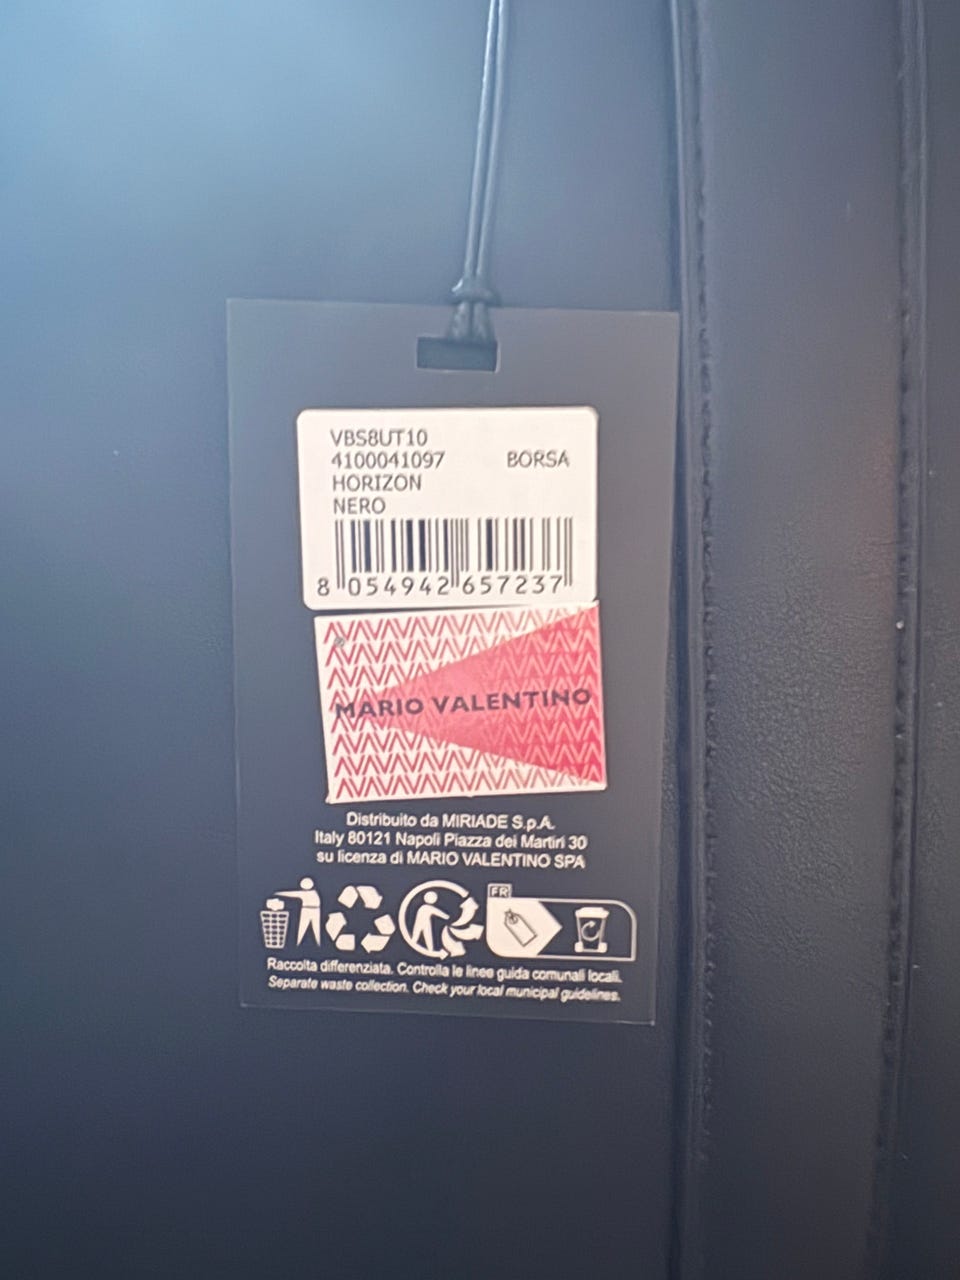 VBS8UT10
4100041097 BORSA
HORIZON
NERO
8 054942 657237
MARIO VALENTINO
Distribuito da MIRIADE S.p.A.
Italy 80121 Napoli Piazza dei Martiri 30
su licenza di MARIO VALENTINO SPA
FR
Raccolta differenziata. Controlla le linee guida comunali locali.
Separate waste collection. Check your local municipal guidelines.